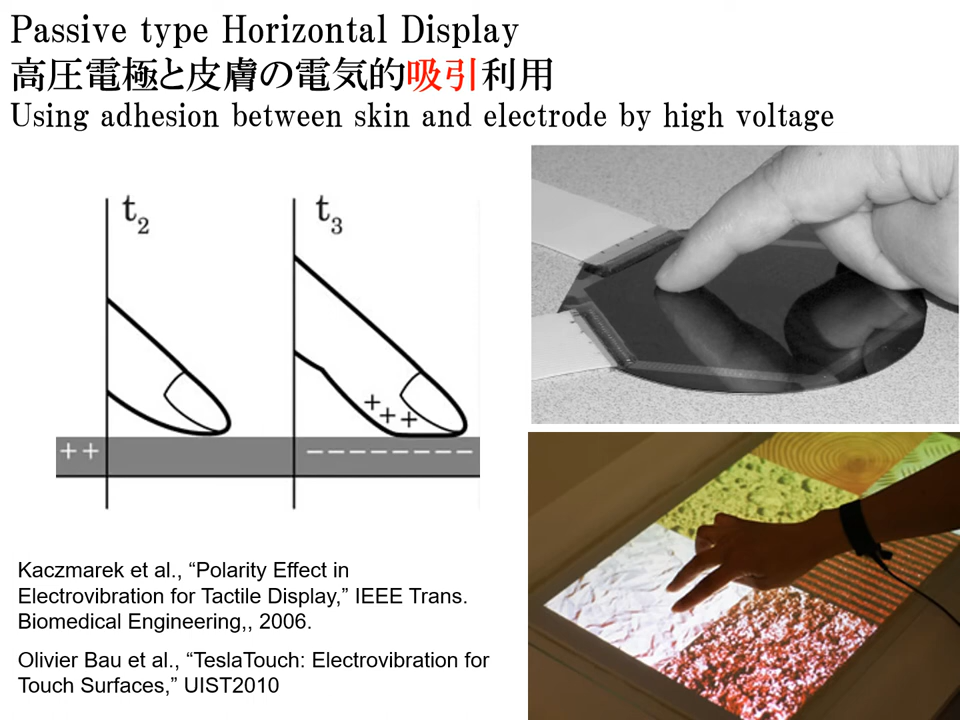 Passive type Horizontal Display
高圧電極と皮膚の電気的吸引利用
Using adhesion between skin and electrode by high voltage
t2
t3
+++
++
−−−−−−−−−−
Kaczmarek et al., “Polarity Effect in
Electrovibration for Tactile Display,” IEEE Trans.
Biomedical Engineering,, 2006.
Olivier Bau et al., “TeslaTouch: Electrovibration for
Touch Surfaces,” UIST2010